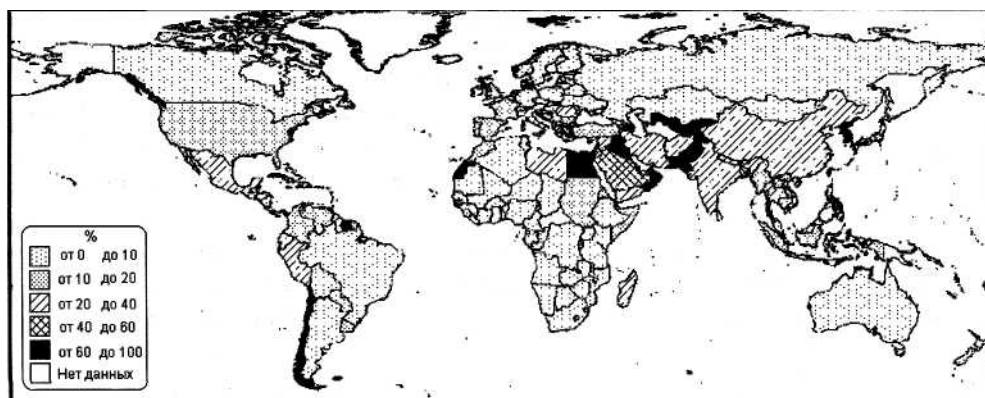 %
от 0 до 10
от 10 до 20
от 20 до 40
от 40 до 60
от 60 до 100
Нет данных